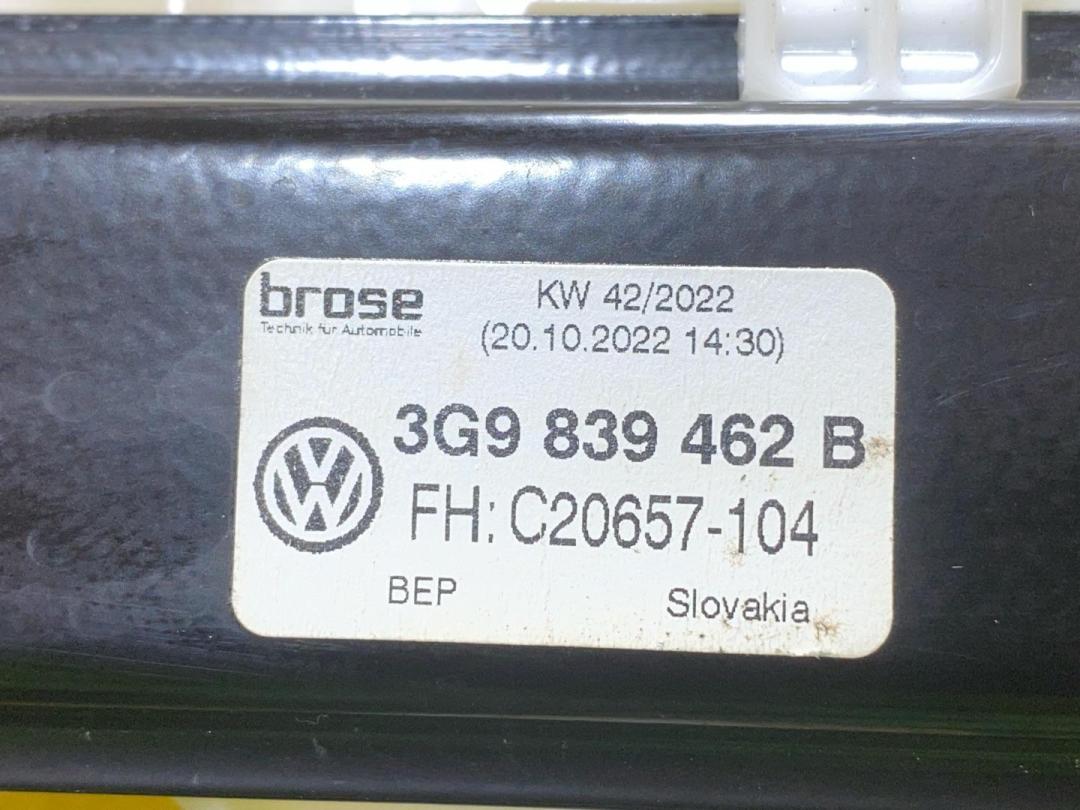 brose
Technik für Automobile
KW 42/2022
(20.10.2022 14:30)
3G9 839 462 B
FH: C20657-104
BEP
Slovakia